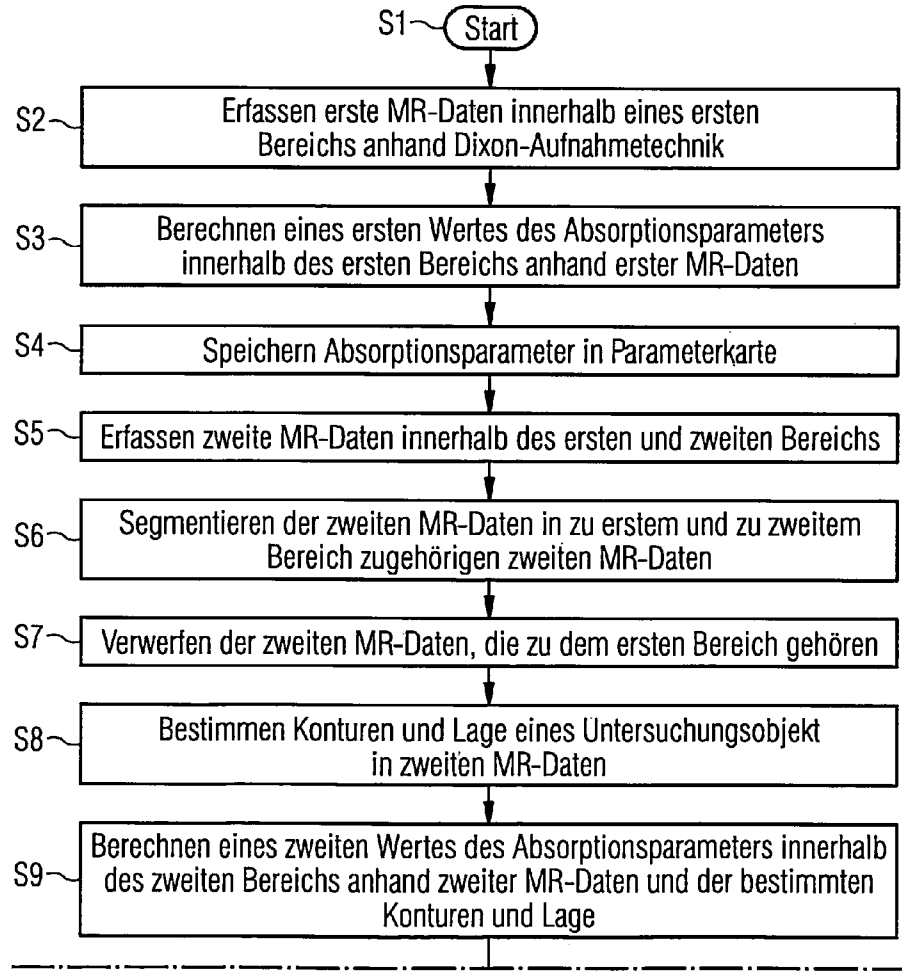 S1 Start
S2 Erfassen erste MR-Daten innerhalb eines ersten
Bereichs anhand Dixon-Aufnahmetechnik
S3 Berechnen eines ersten Wertes des Absorptionsparameters
innerhalb des ersten Bereichs anhand erster MR-Daten
S4 Speichern Absorptionsparameter in Parameterkarte
S5 Erfassen zweite MR-Daten innerhalb des ersten und zweiten Bereichs
S6 Segmentieren der zweiten MR-Daten in zu erstem und zu zweitem
Bereich zugehörigen zweiten MR-Daten
S7 Verwerfen der zweiten MR-Daten, die zu dem ersten Bereich gehören
S8 Bestimmen Konturen und Lage eines Untersuchungsobjekt
in zweiten MR-Daten
S9 Berechnen eines zweiten Wertes des Absorptionsparameters innerhalb
des zweiten Bereichs anhand zweiter MR-Daten und der bestimmten
Konturen und Lage